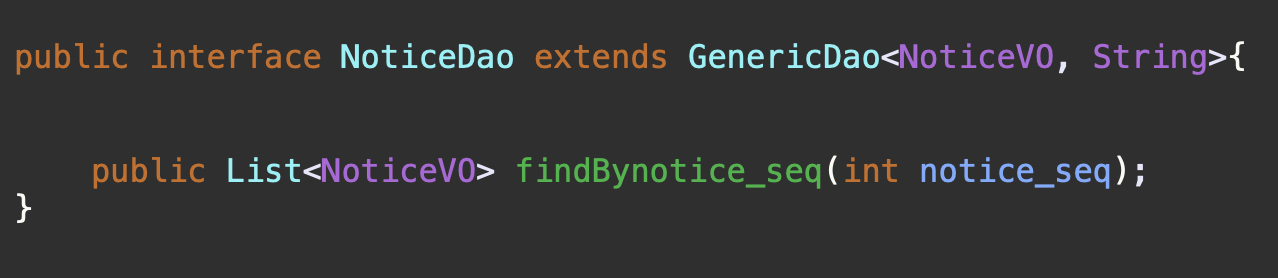 public interface NoticeDao extends GenericDao<NoticeVO, String>{
public List<NoticeVO> findBynotice_seq(int notice_seq);
}